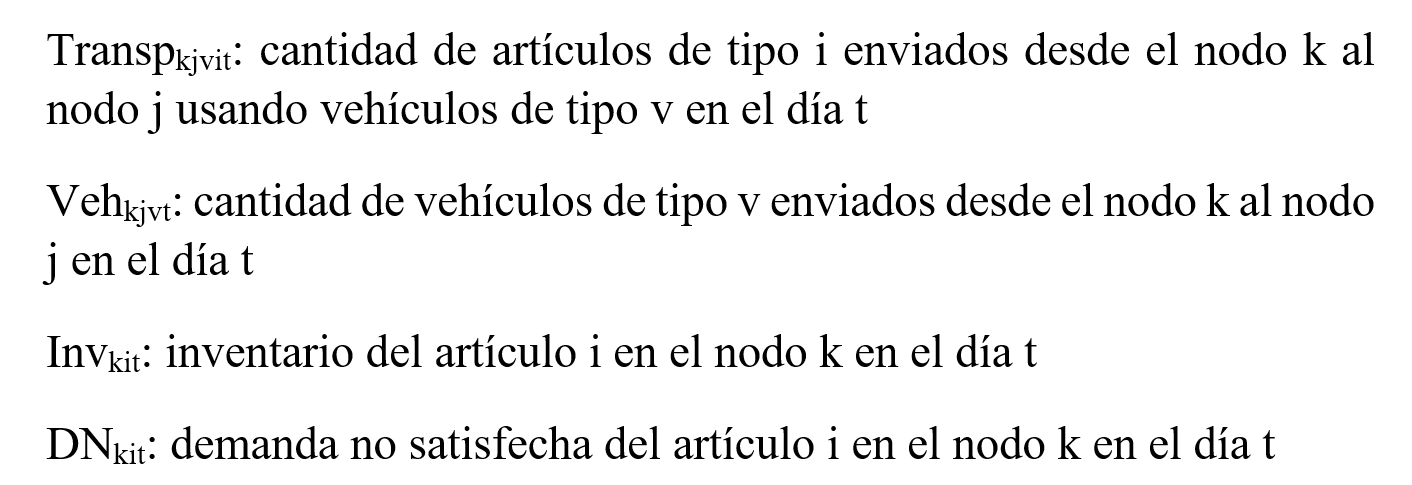 Transpkjvit: cantidad de artículos de tipo i enviados desde el nodo k al
nodo j usando vehículos de tipo v en el día t
Vehkjvt: cantidad de vehículos de tipo v enviados desde el nodo k al nodo
j en el día t
Invkit: inventario del artículo i en el nodo k en el día t
DNkit: demanda no satisfecha del artículo i en el nodo k en el día t